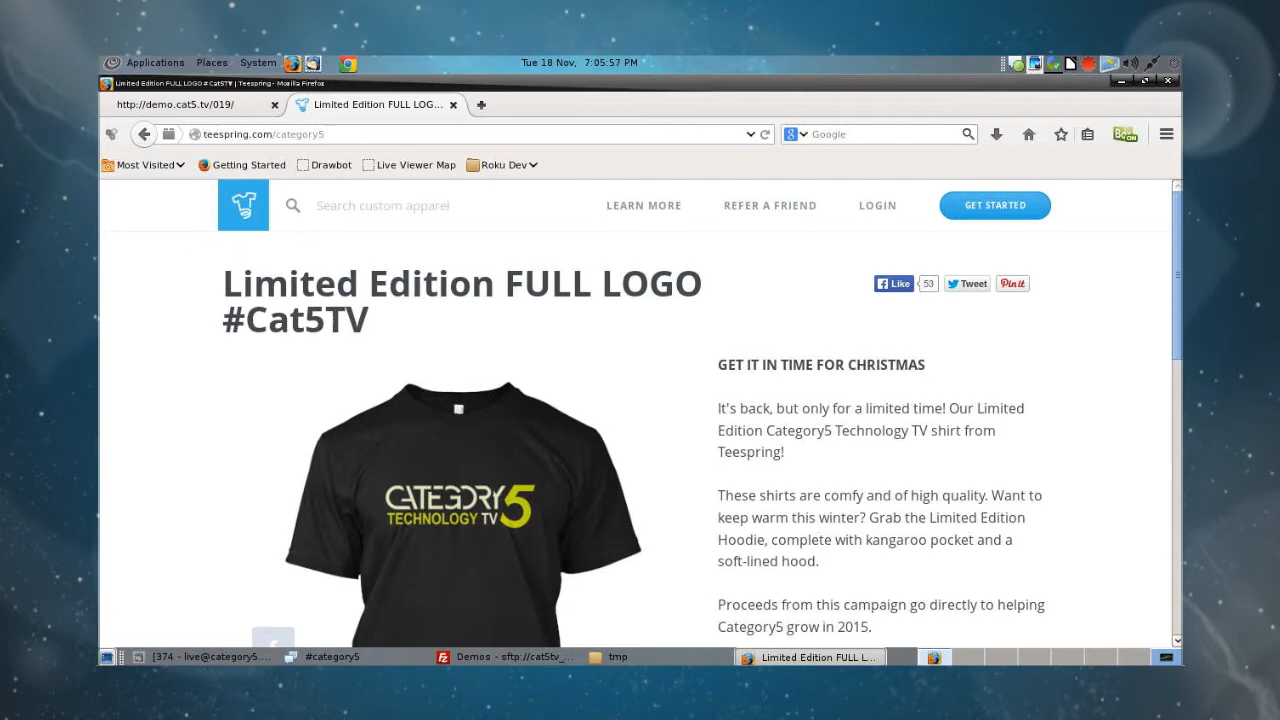 Applications Places System
Tue 18 Nov, 7:05:57 PM
Limited Edition FULL LOGO #Cat5TV | Teespring - Mozilla Firefox
http://demo.cat5.tv/019/
Limited Edition FULL LOG...
teespring.com/category5
Google
Most Visited
Getting Started
Drawbot
Live Viewer Map
Roku Dev
Search custom apparel
LEARN MORE
REFER A FRIEND
LOGIN
GET STARTED
Limited Edition FULL LOGO
#Cat5TV
Like
53
Tweet
Pin it
GET IT IN TIME FOR CHRISTMAS
It's back, but only for a limited time! Our Limited
Edition Category5 Technology TV shirt from
Teespring!
CATEGORY5
TECHNOLOGY TV
These shirts are comfy and of high quality. Want to
keep warm this winter? Grab the Limited Edition
Hoodie, complete with kangaroo pocket and a
soft-lined hood.
Proceeds from this campaign go directly to helping
Category5 grow in 2015.
[374 - live@category5....
#category5
Demos - sftp://cat5tv_...
tmp
Limited Edition FULL L...